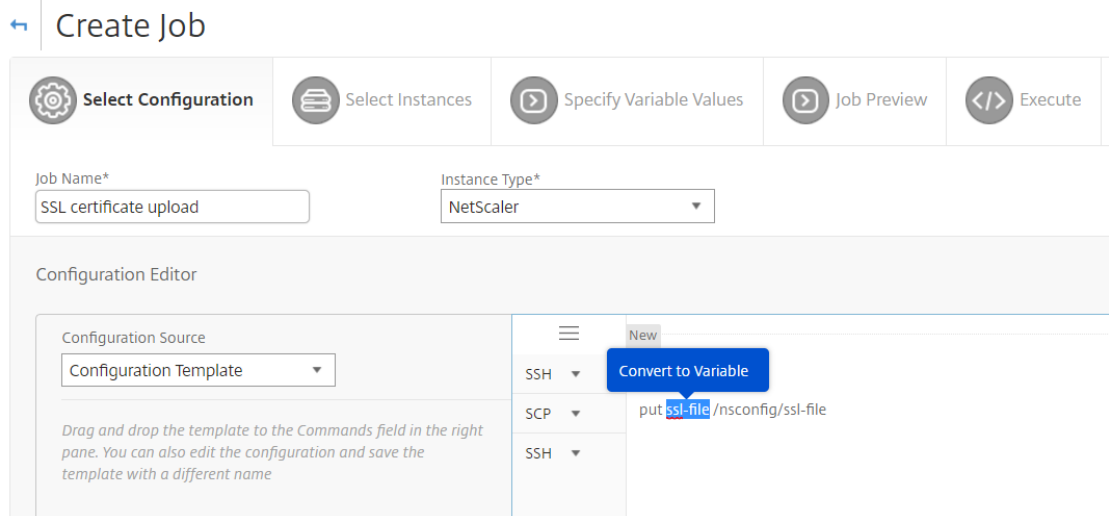 Create Job
Select Configuration
Select Instances
Specify Variable Values
Job Preview
Execute
Job Name*
Instance Type*
SSL certificate upload
NetScaler
Configuration Editor
Configuration Source
New
Configuration Template
SSH
Convert to Variable
SCP
put ssl-file /nsconfig/ssl-file
Drag and drop the template to the Commands field in the right
pane. You can also edit the configuration and save the
template with a different name
SSH